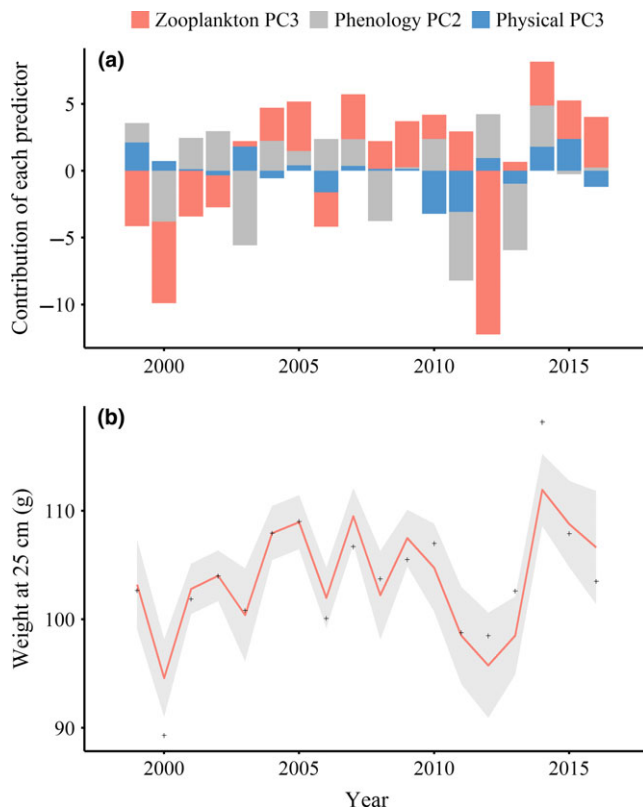 Zooplankton PC3 Phenology PC2 Physical PC3
(a)
Contribution of each predictor
5
0
−5
−10
2000 2005 2010 2015
(b)
Weight at 25 cm (g)
110
100
90
2000 2005 2010 2015
Year